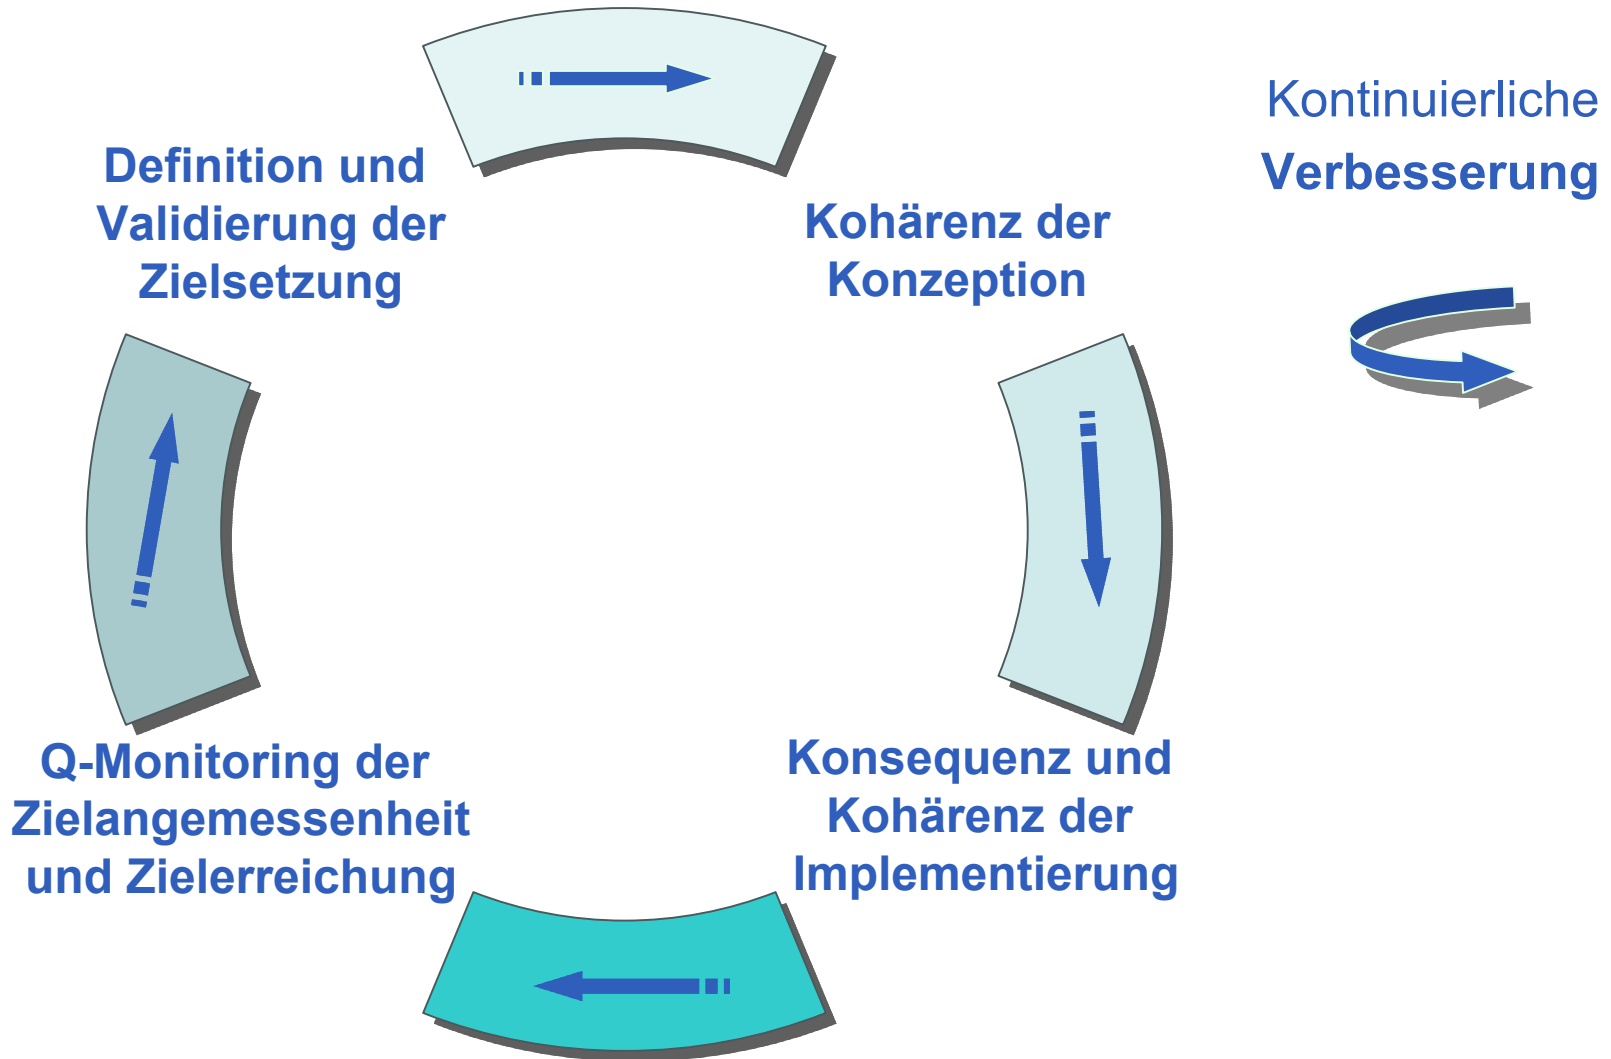 Definition und
Validierung der
Zielsetzung
Kohärenz der
Konzeption
Kontinuierliche
Verbesserung
Q-Monitoring der
Zielangemessenheit
und Zielerreichung
Konsequenz und
Kohärenz der
Implementierung